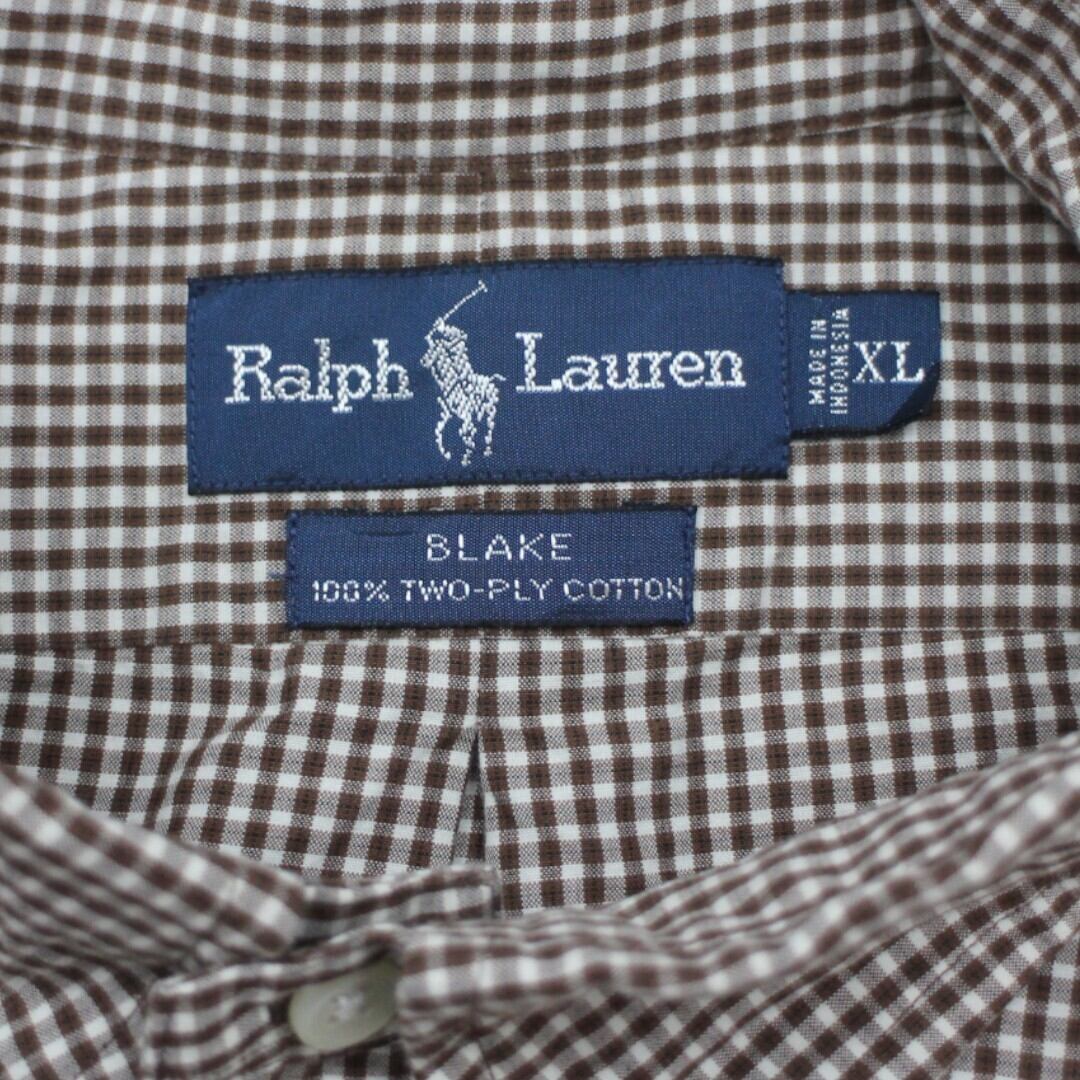 Ralph Lauren
MADE IN
INDONESIA
XL
BLAKE
100% TWO-PLY COTTON